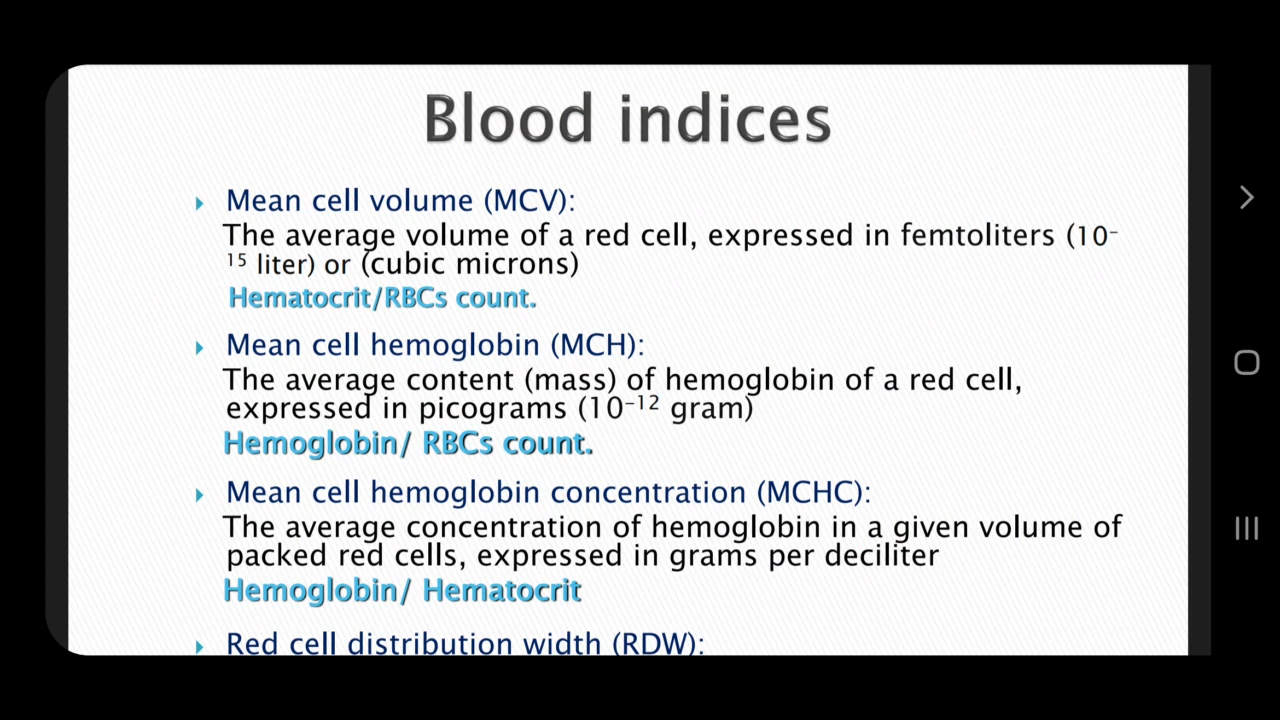 Blood indices
Mean cell volume (MCV):
The average volume of a red cell, expressed in femtoliters (10⁻
¹⁵ liter) or (cubic microns)
Hematocrit/RBCs count.
Mean cell hemoglobin (MCH):
The average content (mass) of hemoglobin of a red cell,
expressed in picograms (10⁻¹² gram)
Hemoglobin/ RBCs count.
Mean cell hemoglobin concentration (MCHC):
The average concentration of hemoglobin in a given volume of
packed red cells, expressed in grams per deciliter
Hemoglobin/ Hematocrit
Red cell distribution width (RDW):